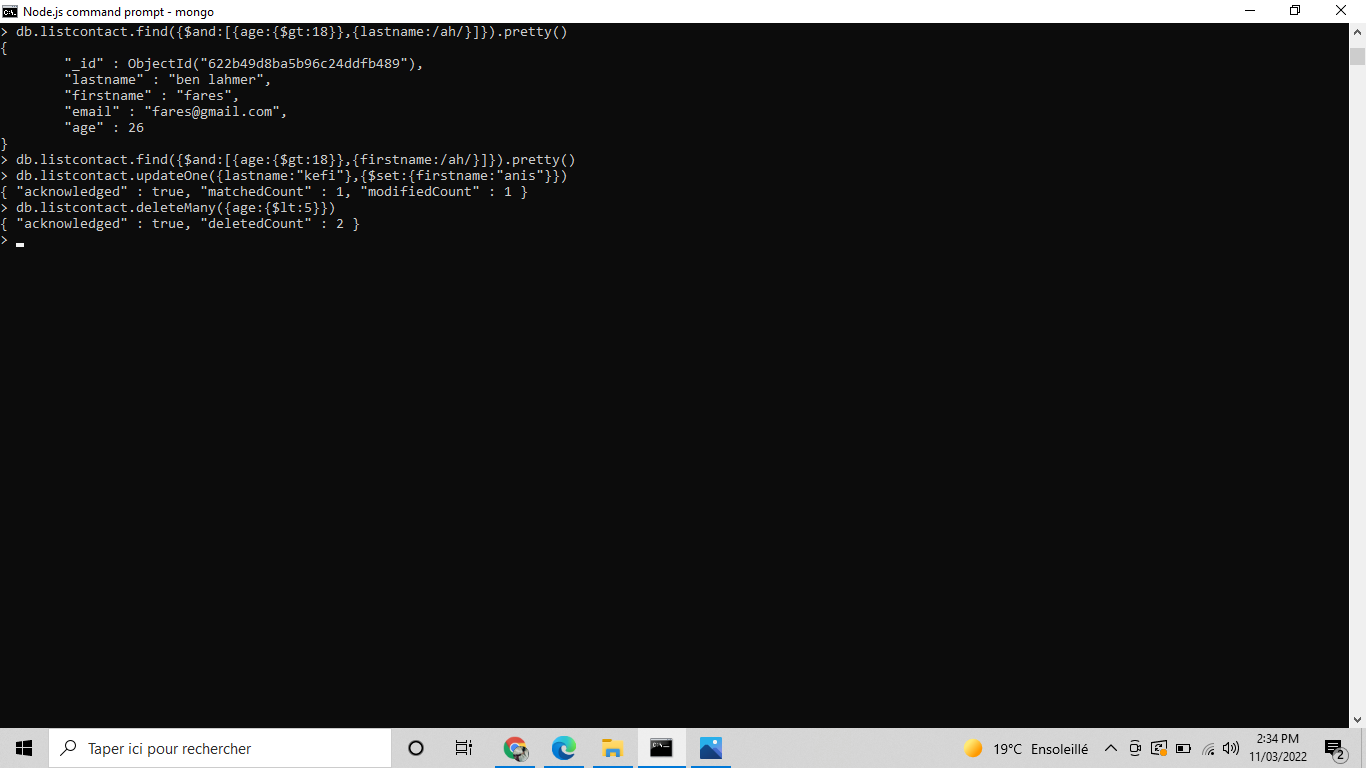 Node.js command prompt - mongo
> db.listcontact.find({$and:[{age:{$gt:18}},{lastname:/ah/}]}).pretty()
{
        "_id" : ObjectId("622b49d8ba5b96c24ddfb489"),
        "lastname" : "ben lahmer",
        "firstname" : "fares",
        "email" : "fares@gmail.com",
        "age" : 26
}
> db.listcontact.find({$and:[{age:{$gt:18}},{firstname:/ah/}]}).pretty()
> db.listcontact.updateOne({lastname:"kefi"},{$set:{firstname:"anis"}})
{ "acknowledged" : true, "matchedCount" : 1, "modifiedCount" : 1 }
> db.listcontact.deleteMany({age:{$lt:5}})
{ "acknowledged" : true, "deletedCount" : 2 }
>
Taper ici pour rechercher
19°C Ensoleillé
2:34 PM
11/03/2022
2